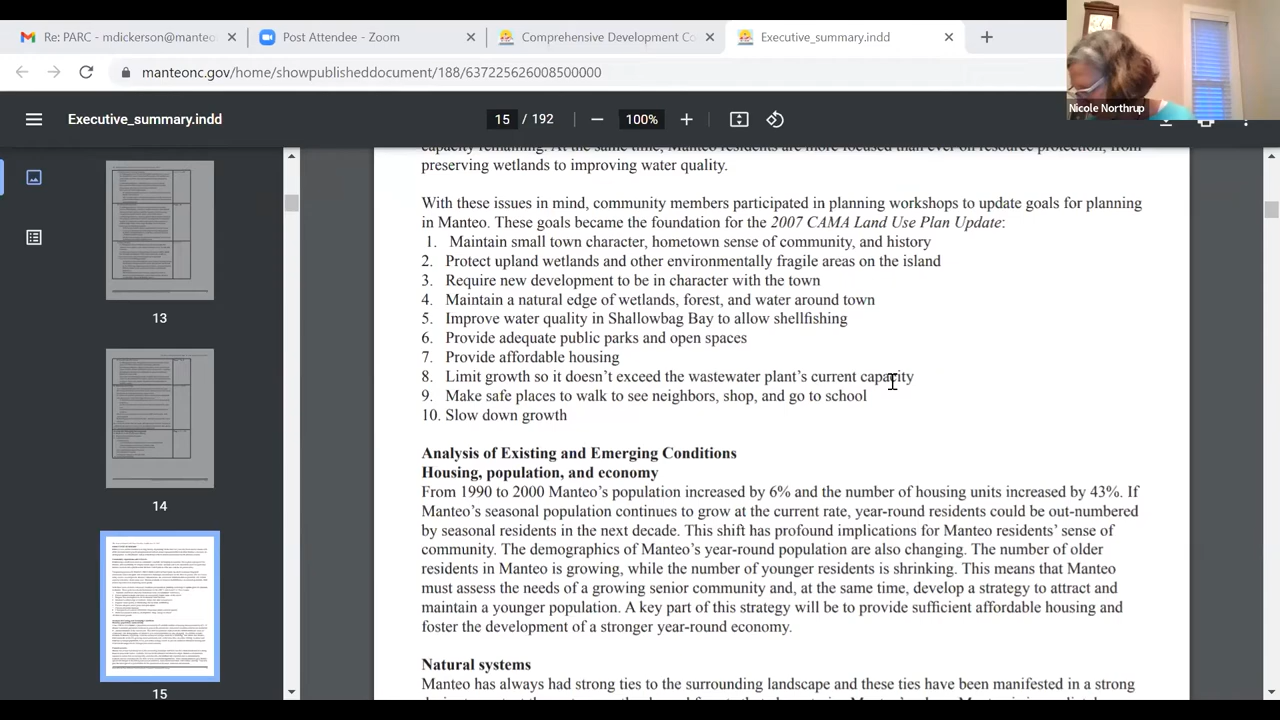 Re: PARC - mdickerson@manteo
Post Attendee - Zoom
Comprehensive Development Co
Executive_summary.indd
manteonc.gov/home/showpublisheddocument/188/
Nicole Northrup
Executive_summary.indd
15 192 100%
At the same time, Manteo residents are more focused than ever on resource protection, from
preserving wetlands to improving water quality.
With these issues in mind, community members participated in planning workshops to update goals for planning
in Manteo. These goals became the foundation for the 2007 CAMA Land Use Plan Update:
1. Maintain small town character, hometown sense of community, and history
2. Protect upland wetlands and other environmentally fragile areas on the island
3. Require new development to be in character with the town
4. Maintain a natural edge of wetlands, forest, and water around town
5. Improve water quality in Shallowbag Bay to allow shellfishing
6. Provide adequate public parks and open spaces
7. Provide affordable housing
8. Limit growth so it doesn’t exceed the wastewater plant’s current capacity
9. Make safe places to walk to see neighbors, shop, and go to school
10. Slow down growth
Analysis of Existing and Emerging Conditions
Housing, population, and economy
From 1990 to 2000 Manteo’s population increased by 6% and the number of housing units increased by 43%. If
Manteo’s seasonal population continues to grow at the current rate, year-round residents could be out-numbered
by seasonal residents in the next decade. This shift has profound implications for Manteo residents’ sense of
community. The demographics of Manteo’s year-round population are also changing. The number of older
residents in Manteo is growing, while the number of younger residents is shrinking. This means that Manteo
must assess the needs of a growing senior community and, at the same time, develop a strategy to attract and
maintain a younger population. A key part of this strategy will be to provide sufficient affordable housing and
foster the development of a stronger year-round economy.
Natural systems
Manteo has always had strong ties to the surrounding landscape and these ties have been manifested in a strong
13
14
15